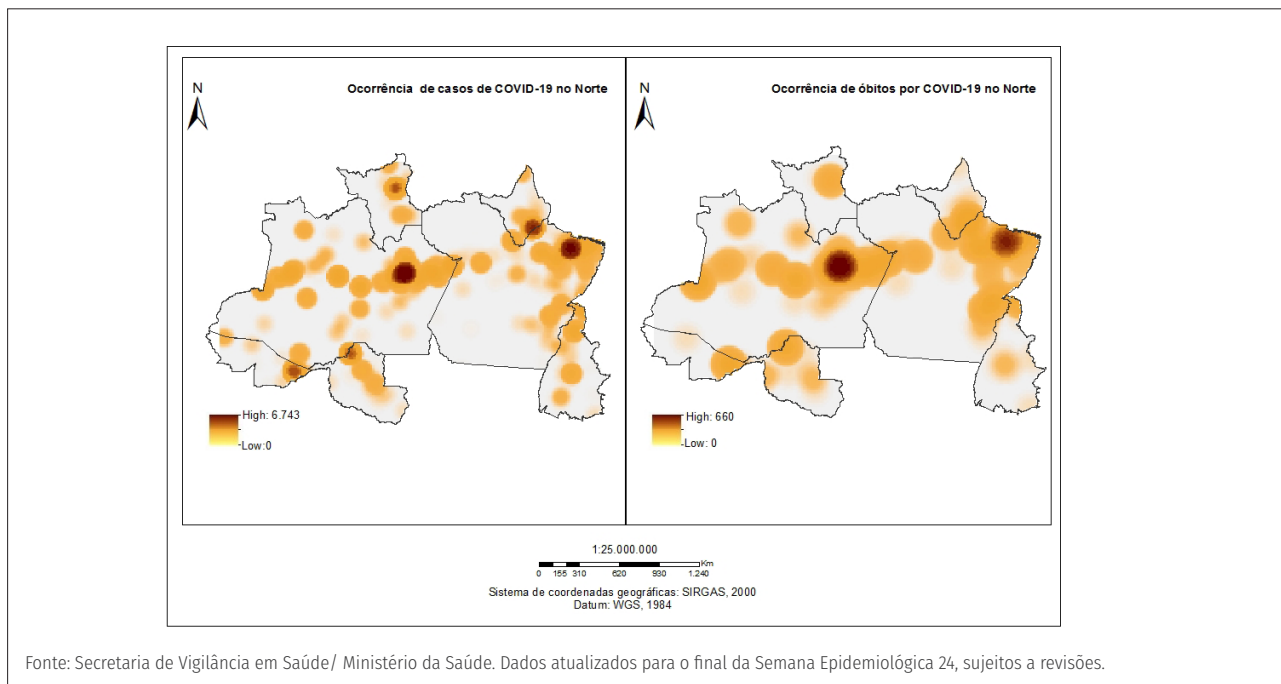 N
Ocorrência de casos de COVID-19 no Norte
High: 6.743
Low: 0
N
Ocorrência de óbitos por COVID-19 no Norte
High: 660
Low: 0
1:25.000.000
Km
0 155 310 620 930 1.240
Sistema de coordenadas geográficas: SIRGAS, 2000
Datum: WGS, 1984
Fonte: Secretaria de Vigilância em Saúde/ Ministério da Saúde. Dados atualizados para o final da Semana Epidemiológica 24, sujeitos a revisões.